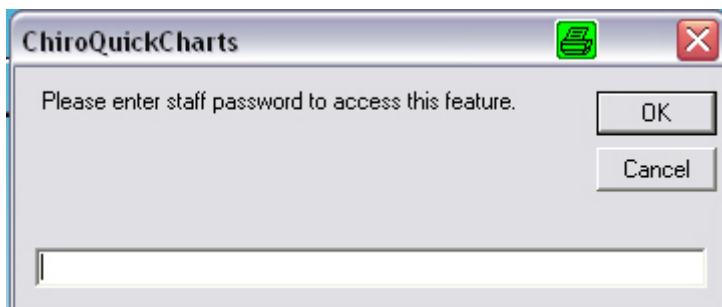 ChiroQuickCharts
Please enter staff password to access this feature.
OK
Cancel